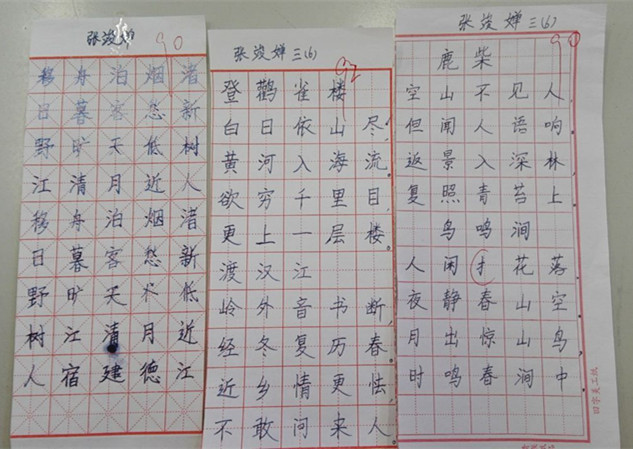 张浚婵
90
移舟泊烟渚
日暮客愁新
野旷天低树
江清月近人
移舟泊烟渚
日暮客愁新
野旷天术低
树江清月近
人宿建德江
张浚婵 三(6)
92
登鹳雀楼
白日依山尽
黄河入海流
欲穷千里目
更上一层楼
渡汉江
岭外音书断
经冬复历春
近乡情更怯
不敢问来人
张浚婵 三(6)
90
鹿柴
空山不见人
但闻人语响
返景入深林
复照青苔上
鸟鸣涧
人闲扌花落
夜静春山空
月出惊山鸟
时鸣春涧中